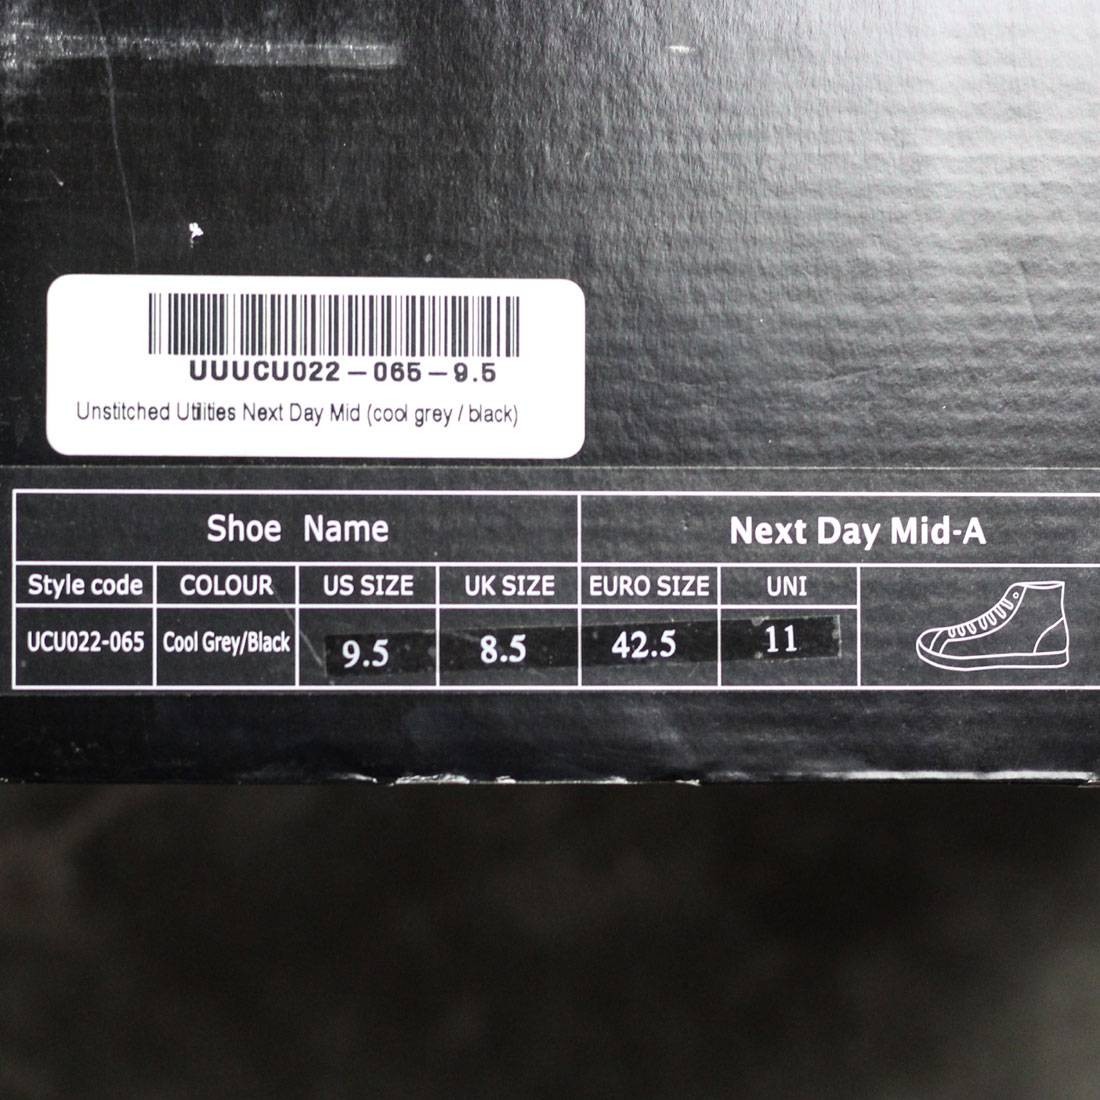 UUUCU022-065-9.5
Unstitched Utilities Next Day Mid (cool grey / black)
Shoe Name Next Day Mid-A
Style code COLOUR US SIZE UK SIZE EURO SIZE UNI
UCU022-065 Cool Grey/Black 9.5 8.5 42.5 11